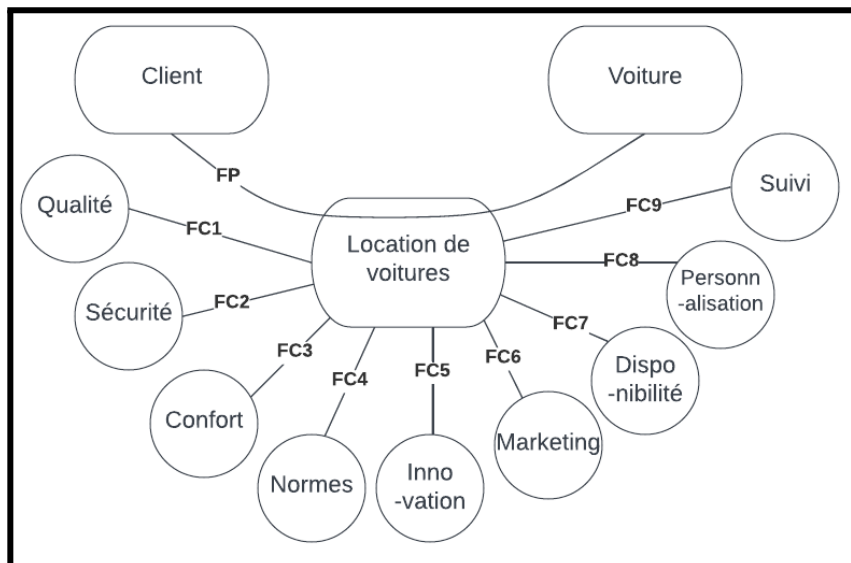 Client
Voiture
FP
Qualité
FC1
FC9
Suivi
Location de
voitures
FC8
Personn
-alisation
Sécurité
FC2
FC3
FC4
FC5
FC6
FC7
Dispo
-nibilité
Confort
Normes
Inno
-vation
Marketing